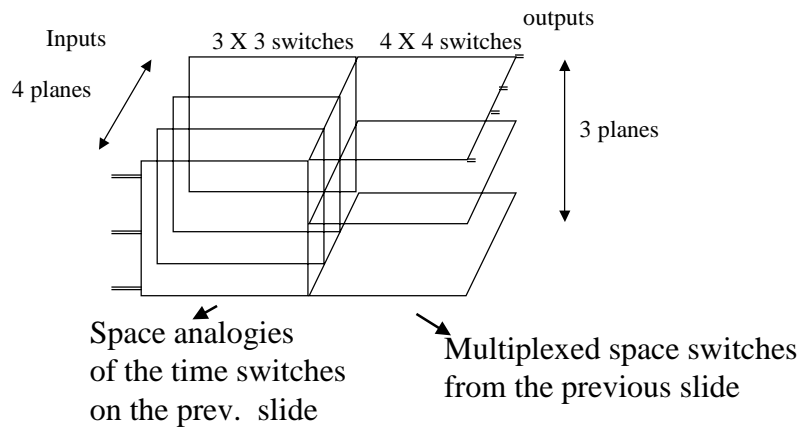 outputs
Inputs
3 X 3 switches
4 X 4 switches
4 planes
3 planes
Space analogies
of the time switches
on the prev. slide
Multiplexed space switches
from the previous slide